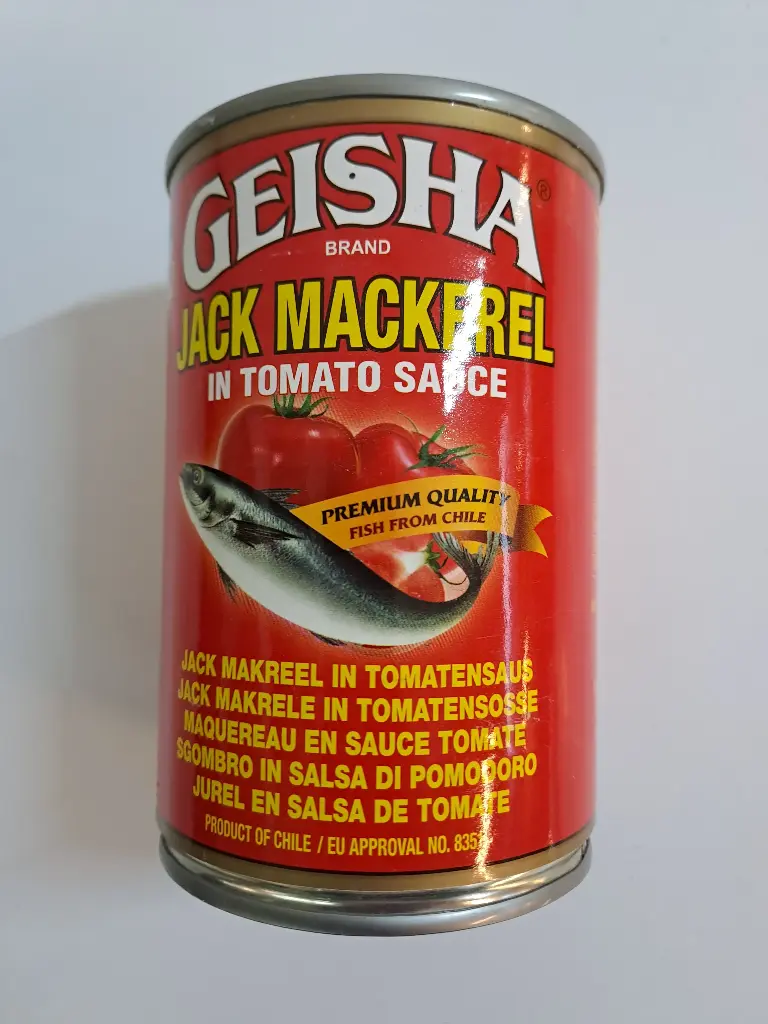 GEISHA®
BRAND
JACK MACKEREL
IN TOMATO SAUCE
PREMIUM QUALITY
FISH FROM CHILE
JACK MAKREEL IN TOMATENSAUS
JACK MAKRELE IN TOMATENSOSSE
MAQUEREAU EN SAUCE TOMATE
SGOMBRO IN SALSA DI POMODORO
JUREL EN SALSA DE TOMATE
PRODUCT OF CHILE / EU APPROVAL NO.